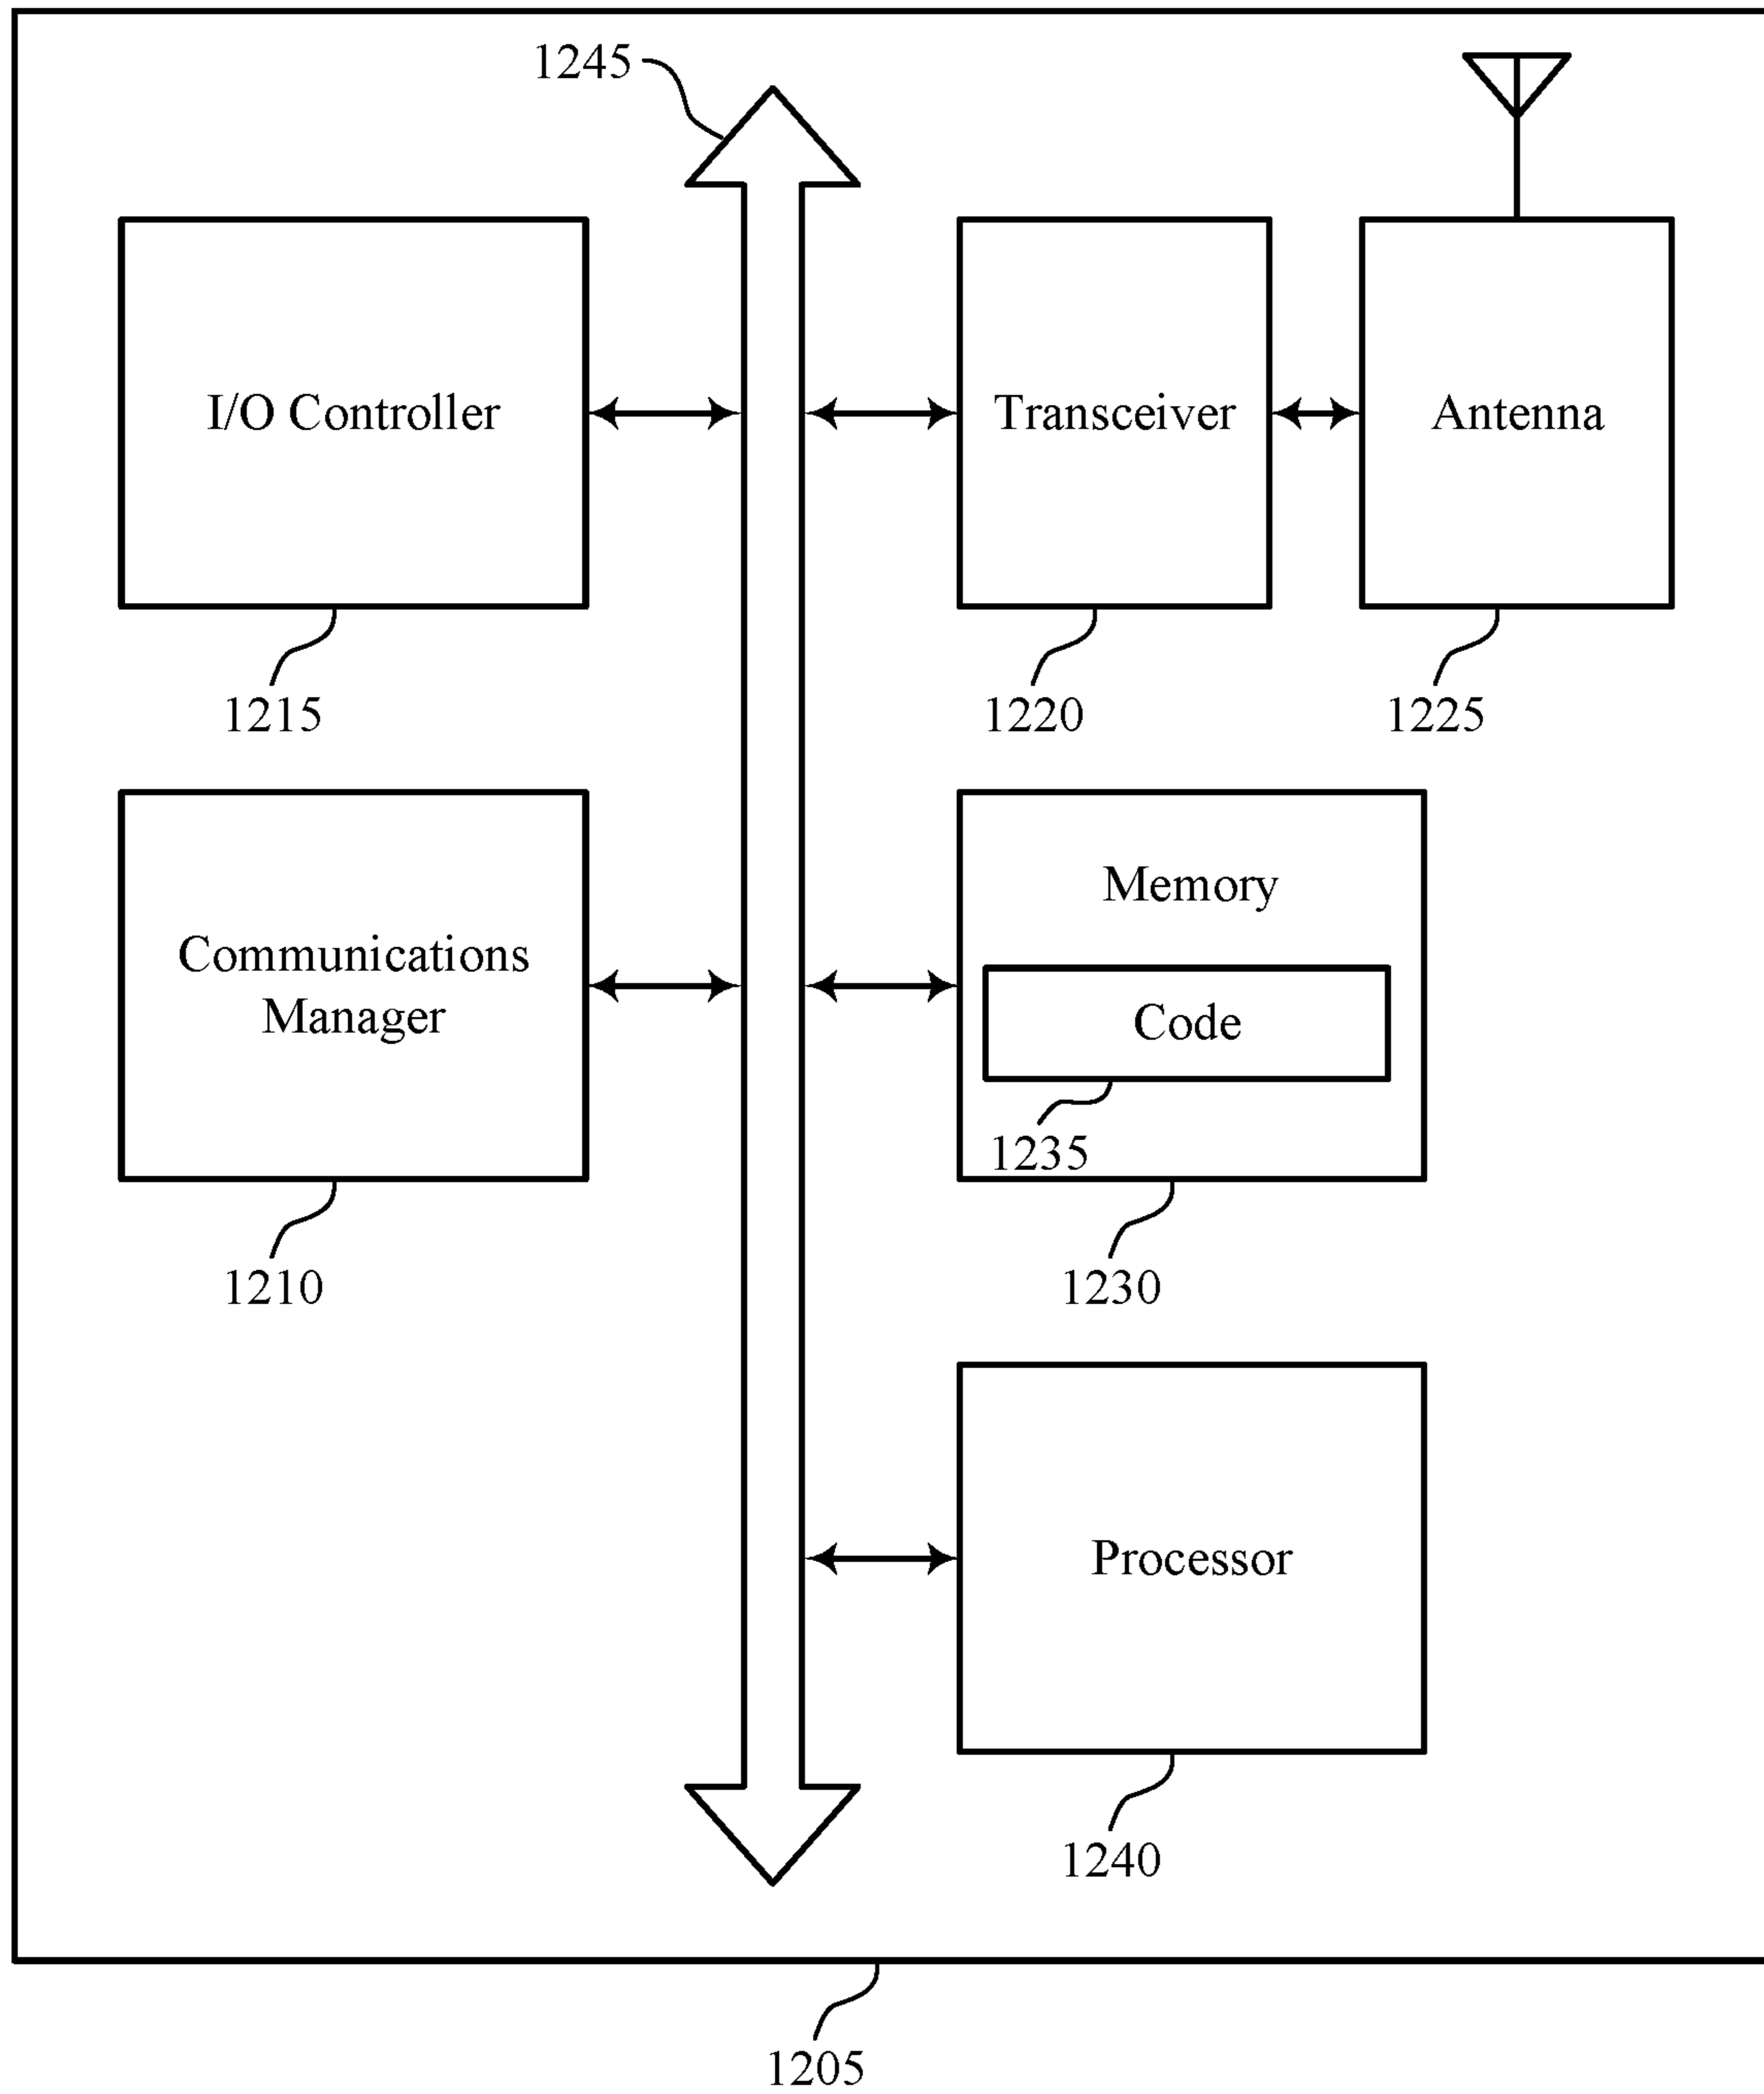 1245
I/O Controller
Transceiver
Antenna
1215
1220
1225
Communications
Manager
Memory
Code
1235
1210
1230
Processor
1240
1205